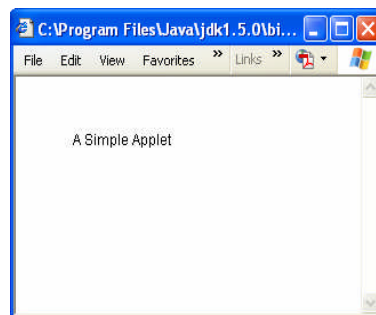 C:\Program Files\Java\jdk1.5.0\bi...
File Edit View Favorites » Links »
A Simple Applet